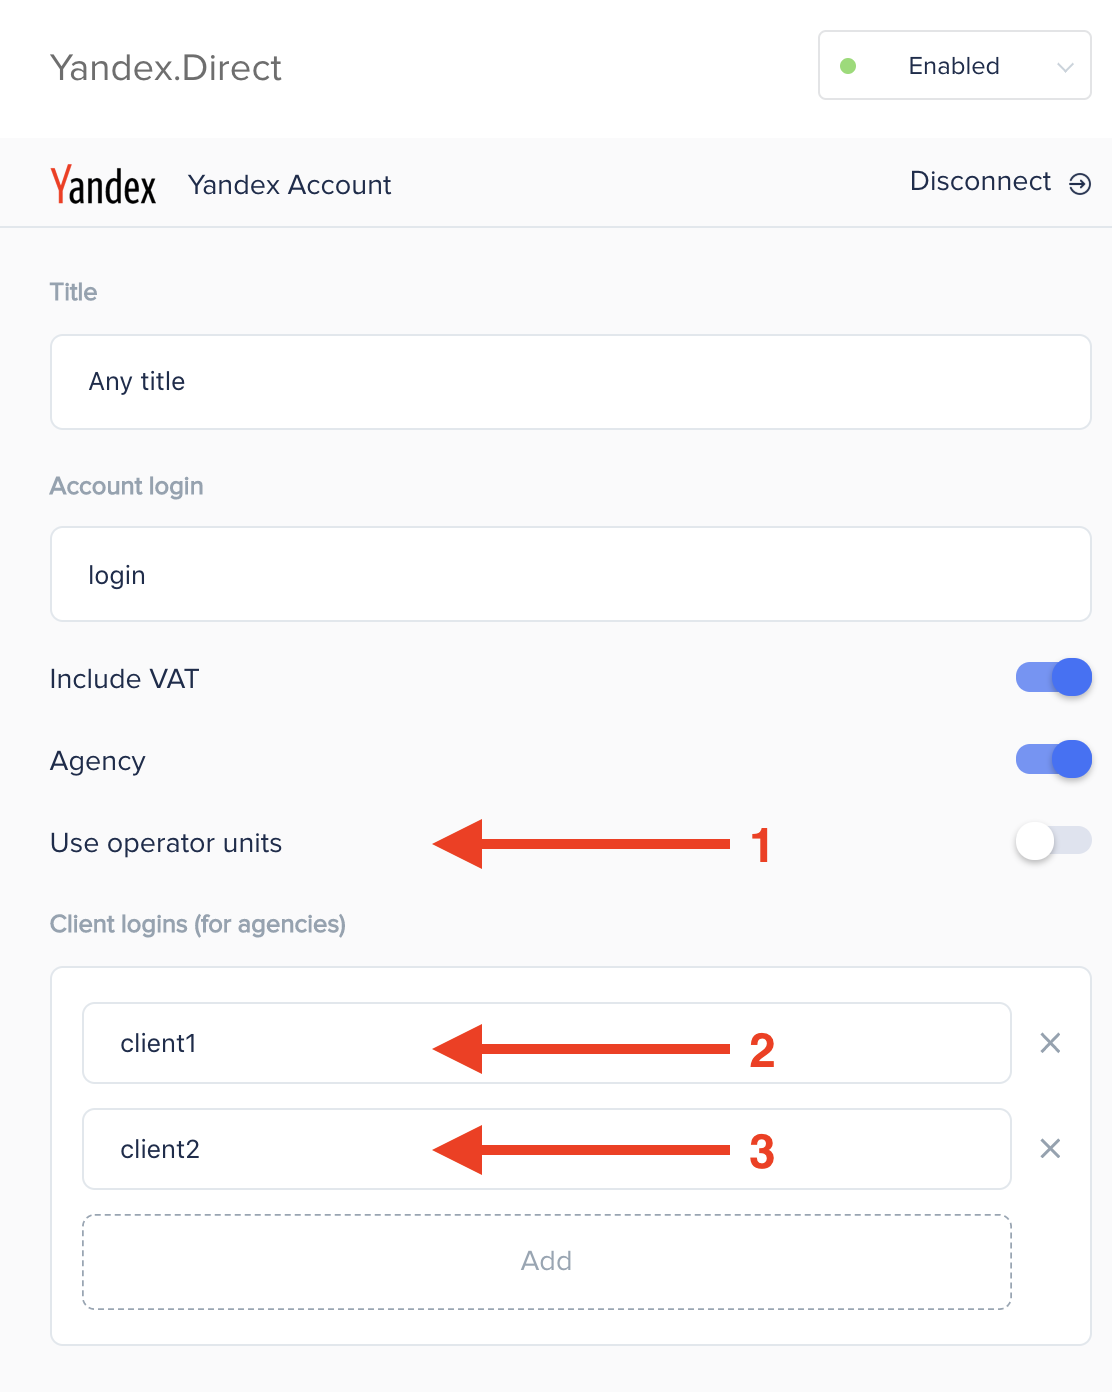 Yandex.Direct
Enabled
Yandex
Yandex Account
Disconnect
Title
Any title
Account login
login
Include VAT
Agency
Use operator units
1
Client logins (for agencies)
client1
2
client2
3
Add